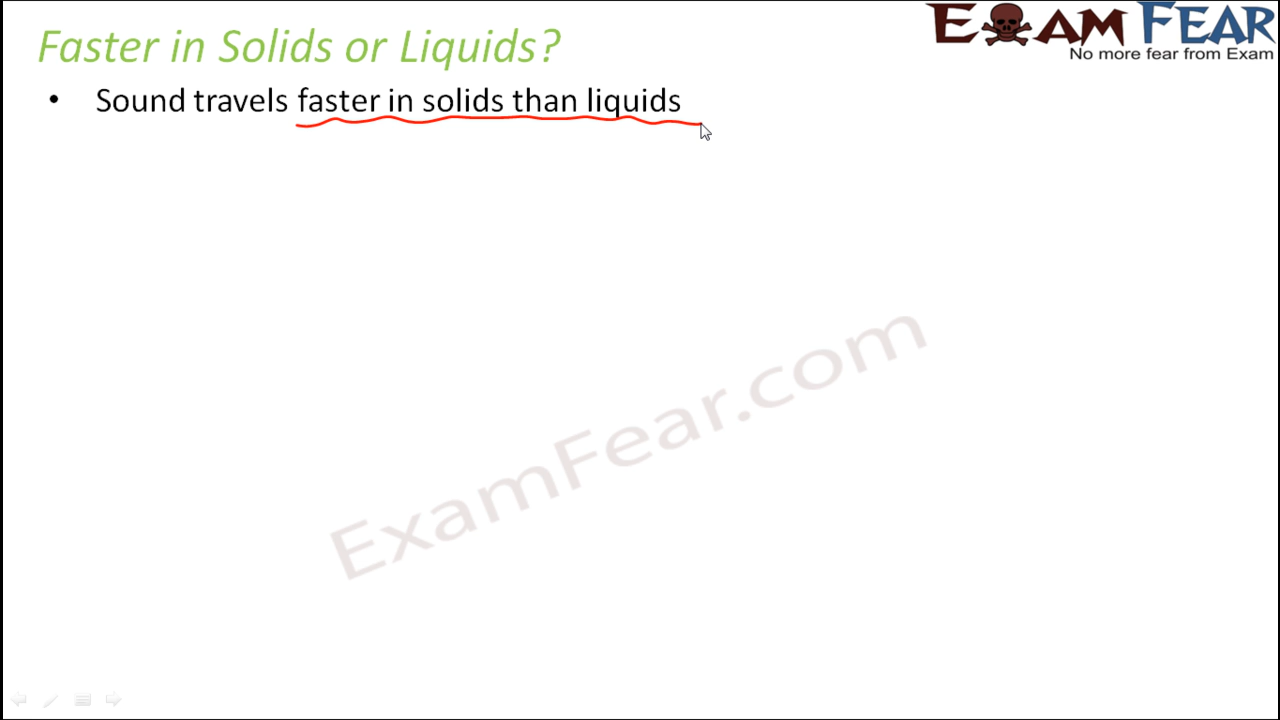 Faster in Solids or Liquids?
EXAM FEAR
No more fear from Exam
• Sound travels faster in solids than liquids
ExamFear.com